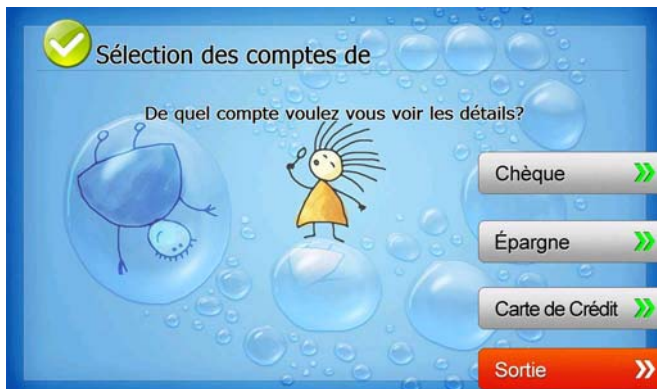 Sélection des comptes de
De quel compte voulez vous voir les détails?
Chèque
Épargne
Carte de Crédit
Sortie